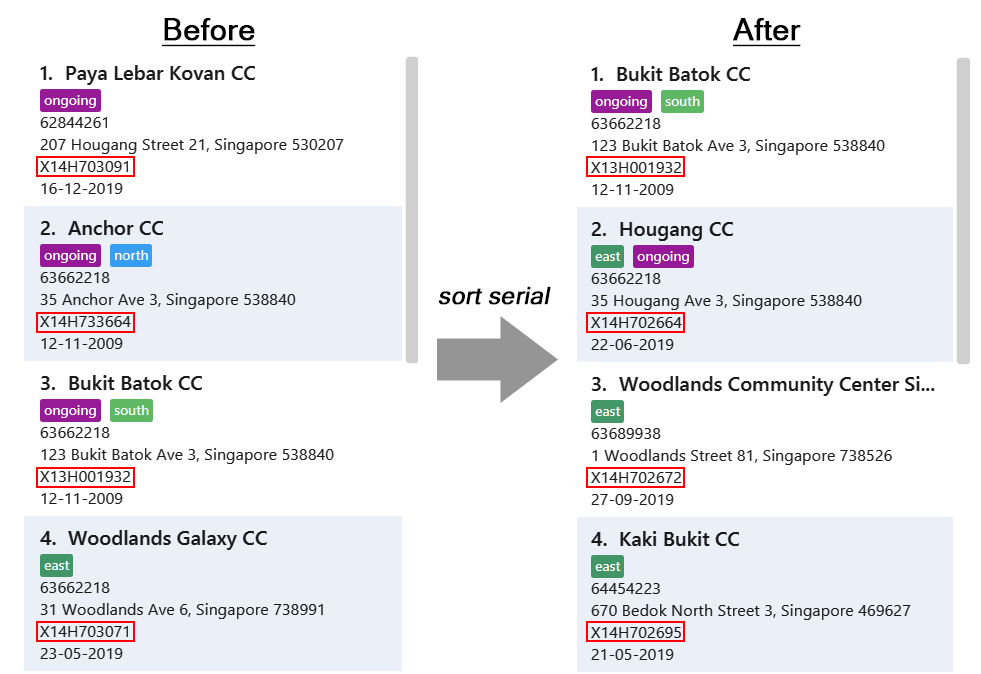 Before
1. Paya Lebar Kovan CC
ongoing
62844261
207 Hougang Street 21, Singapore 530207
X14H703091
16-12-2019
2. Anchor CC
ongoing north
63662218
35 Anchor Ave 3, Singapore 538840
X14H733664
12-11-2009
3. Bukit Batok CC
ongoing south
63662218
123 Bukit Batok Ave 3, Singapore 538840
X13H001932
12-11-2009
4. Woodlands Galaxy CC
east
63662218
31 Woodlands Ave 6, Singapore 738991
X14H703071
23-05-2019
sort serial
After
1. Bukit Batok CC
ongoing south
63662218
123 Bukit Batok Ave 3, Singapore 538840
X13H001932
12-11-2009
2. Hougang CC
east ongoing
63662218
35 Hougang Ave 3, Singapore 538840
X14H702664
22-06-2019
3. Woodlands Community Center Si...
east
63689938
1 Woodlands Street 81, Singapore 738526
X14H702672
27-09-2019
4. Kaki Bukit CC
east
64454223
670 Bedok North Street 3, Singapore 469627
X14H702695
21-05-2019